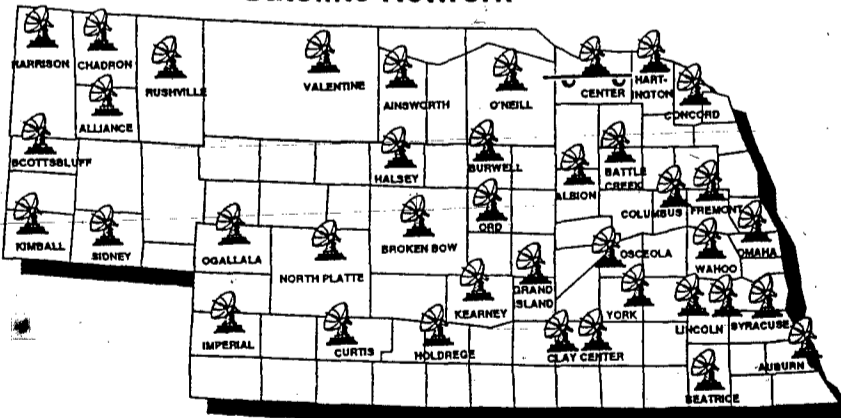 Satellite Network
HARRISON
CHADRON
RUSHVILLE
VALENTINE
AINSWORTH
O'NEILL
CENTER
HART-
INGTON
CONCORD
ALLIANCE
SCOTTSBLUFF
HALSEY
BURWELL
ALBION
BATTLE
CREEK
COLUMBUS
FREMONT
KIMBALL
SIDNEY
OGALLALA
NORTH PLATTE
BROKEN BOW
ORD
OSCEOLA
WAHOO
OMAHA
GRAND
ISLAND
KEARNEY
YORK
LINCOLN
SYRACUSE
IMPERIAL
CURTIS
HOLDREGE
CLAY CENTER
AUBURN
BEATRICE